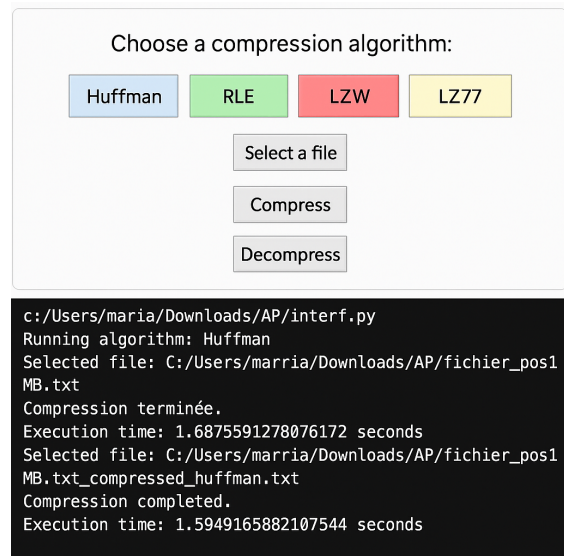 Choose a compression algorithm:
Huffman RLE LZW LZ77
Select a file
Compress
Decompress
c:/Users/maria/Downloads/AP/interf.py
Running algorithm: Huffman
Selected file: C:/Users/marria/Downloads/AP/fichier_pos1
MB.txt
Compression terminée.
Execution time: 1.6875591278076172 seconds
Selected file: C:/Users/marria/Downloads/AP/fichier_pos1
MB.txt_compressed_huffman.txt
Compression completed.
Execution time: 1.5949165882107544 seconds